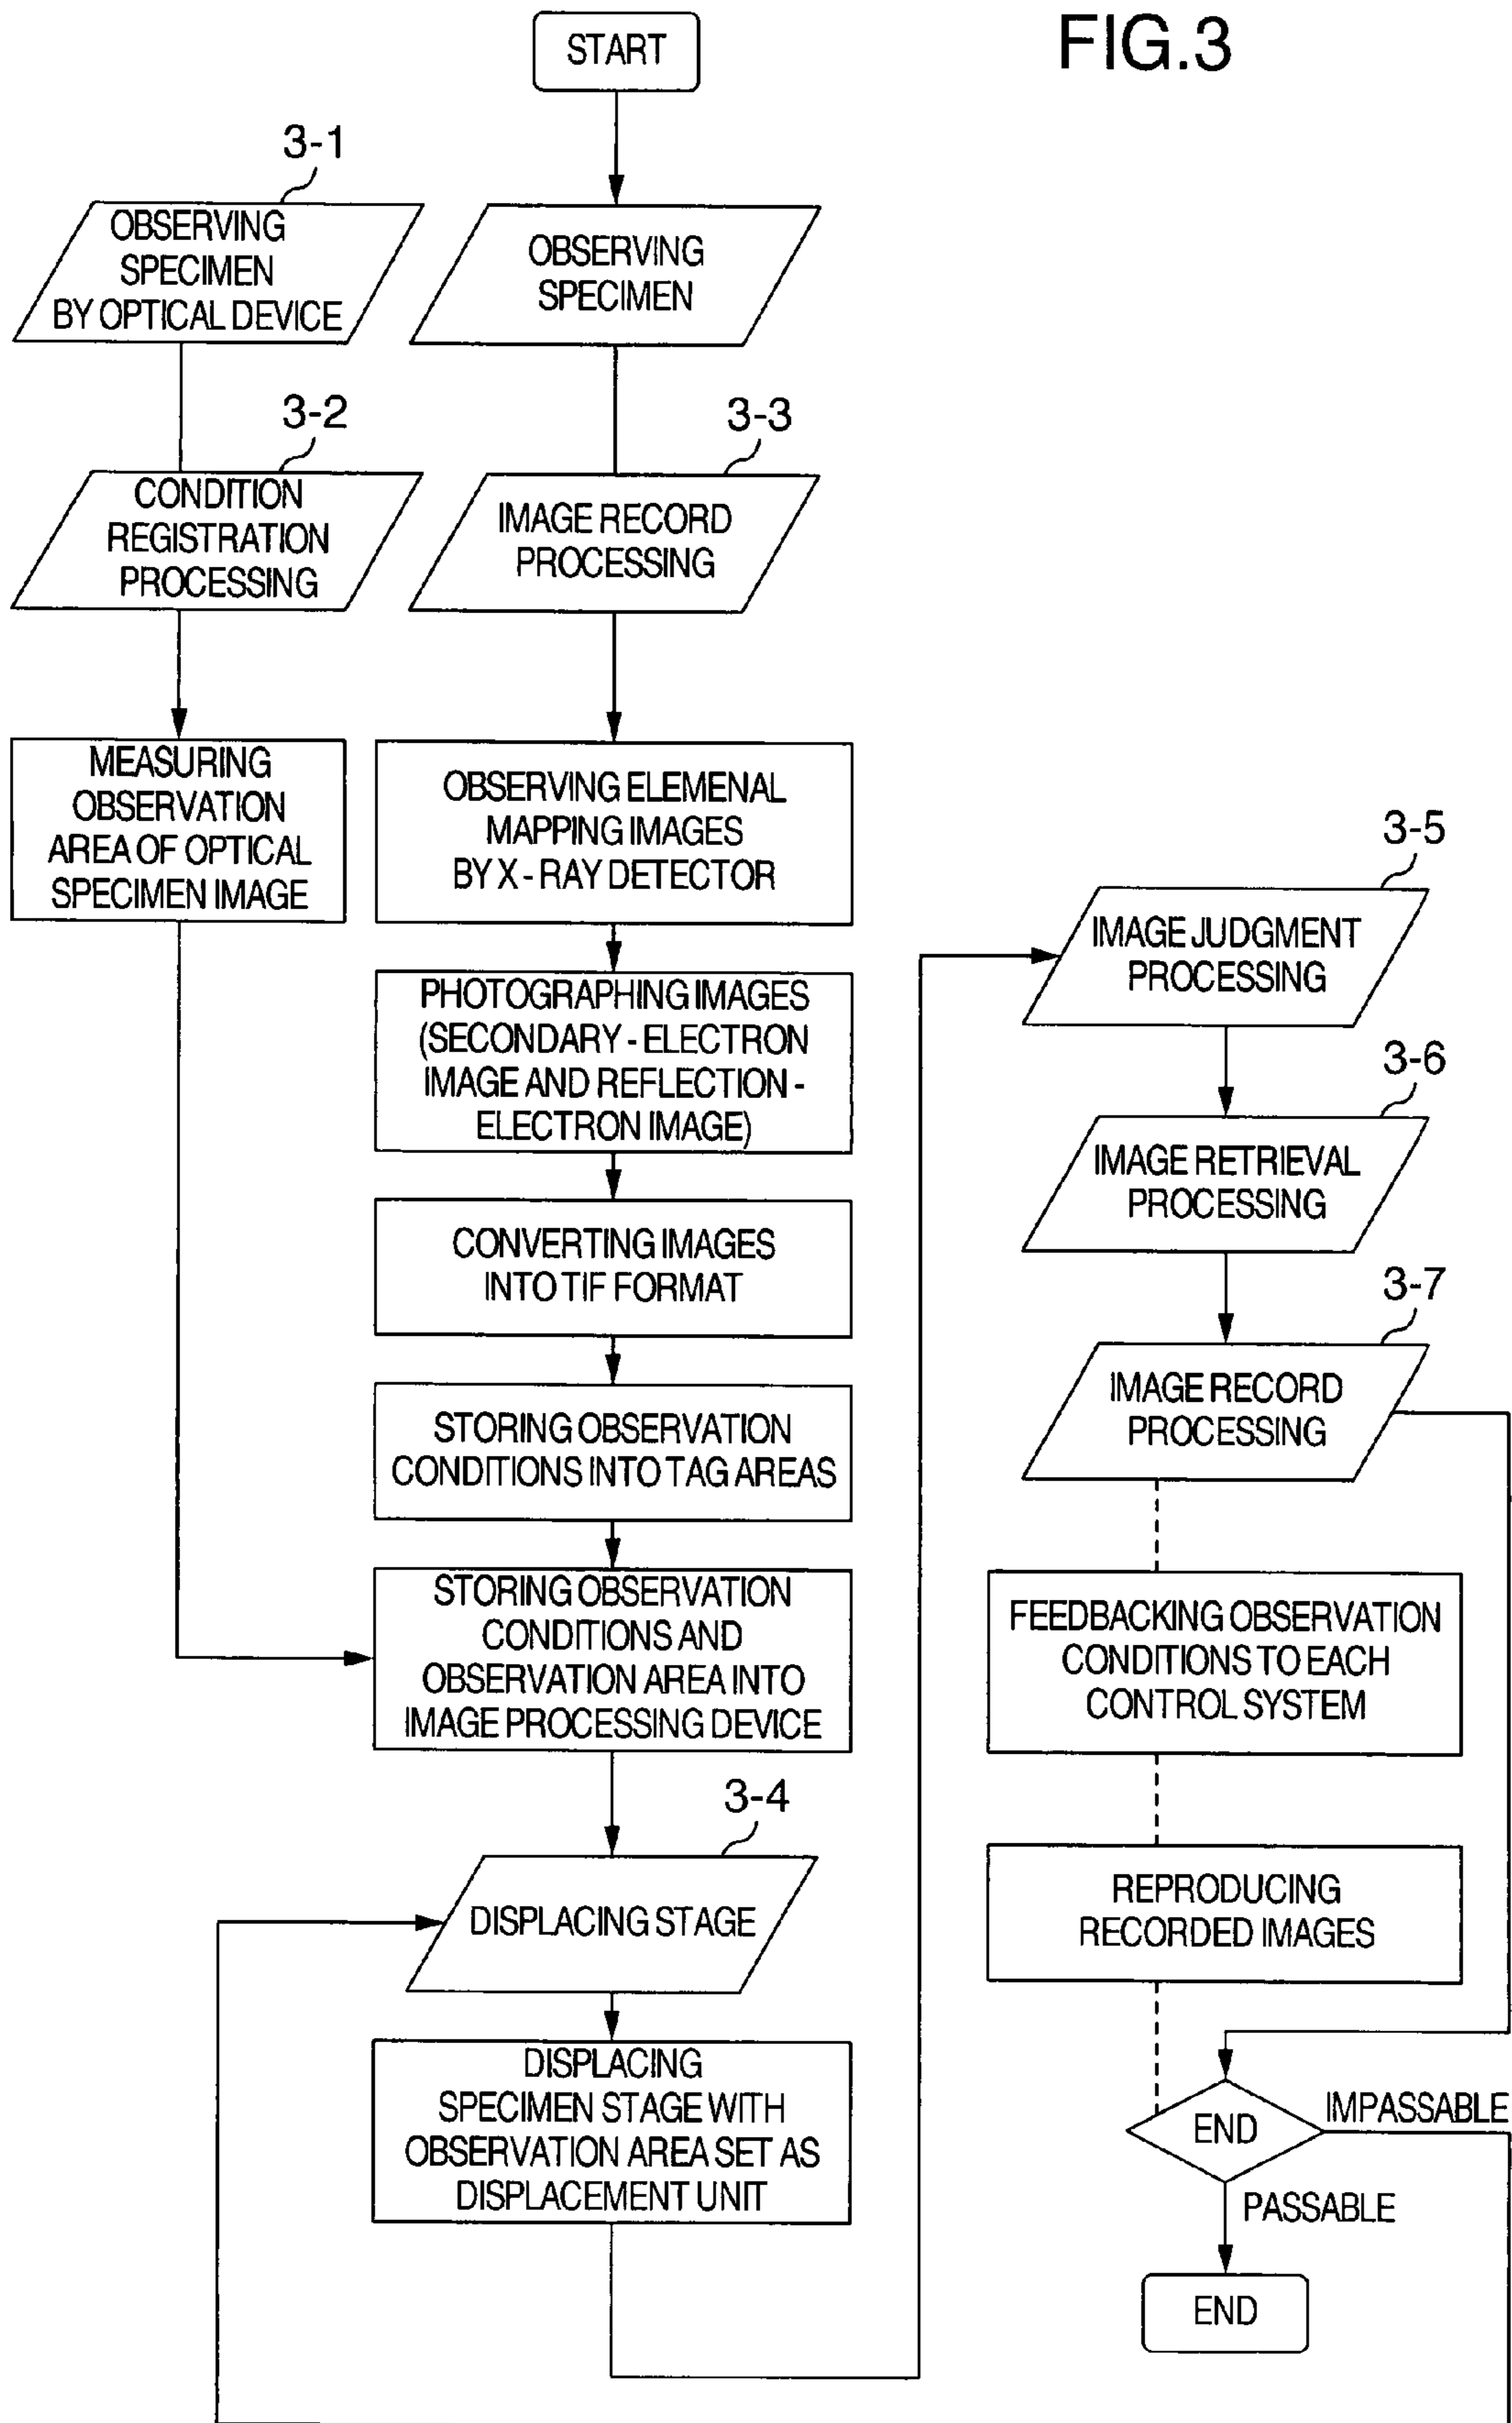 FIG.3
START
3-1
OBSERVING
SPECIMEN
BY OPTICAL DEVICE
OBSERVING
SPECIMEN
3-2
CONDITION
REGISTRATION
PROCESSING
3-3
IMAGE RECORD
PROCESSING
MEASURING
OBSERVATION
AREA OF OPTICAL
SPECIMEN IMAGE
OBSERVING ELEMENAL
MAPPING IMAGES
BY X - RAY DETECTOR
PHOTOGRAPHING IMAGES
(SECONDARY - ELECTRON
IMAGE AND REFLECTION -
ELECTRON IMAGE)
CONVERTING IMAGES
INTO TIF FORMAT
STORING OBSERVATION
CONDITIONS INTO TAG AREAS
STORING OBSERVATION
CONDITIONS AND
OBSERVATION AREA INTO
IMAGE PROCESSING DEVICE
3-4
DISPLACING STAGE
DISPLACING
SPECIMEN STAGE WITH
OBSERVATION AREA SET AS
DISPLACEMENT UNIT
3-5
IMAGE JUDGMENT
PROCESSING
3-6
IMAGE RETRIEVAL
PROCESSING
3-7
IMAGE RECORD
PROCESSING
FEEDBACKING OBSERVATION
CONDITIONS TO EACH
CONTROL SYSTEM
REPRODUCING
RECORDED IMAGES
END
IMPASSABLE
PASSABLE
END